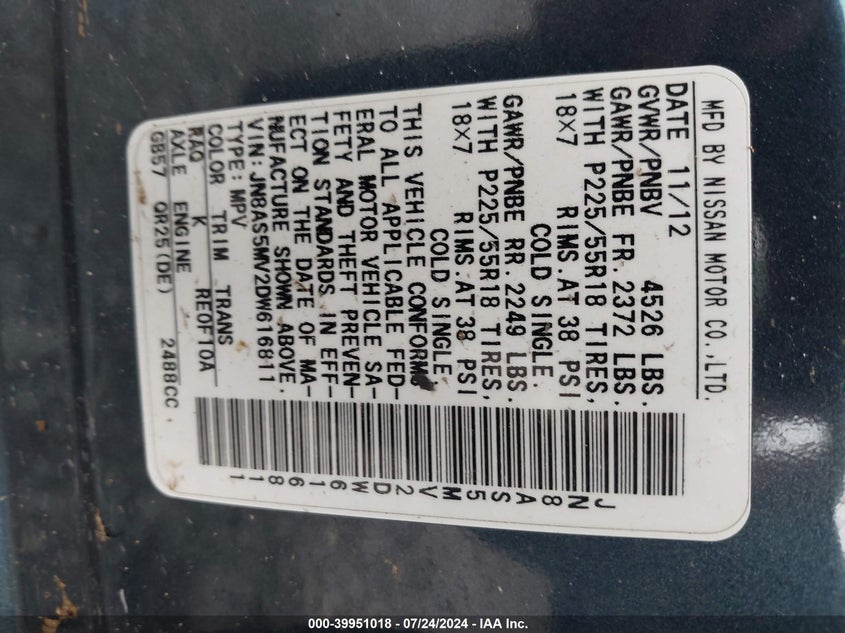 MFD BY NISSAN MOTOR CO.,LTD.
DATE 11/12
GVWR/PNBV 4526 LBS.
GAWR/PNBE FR. 2372 LBS.
WITH P225/55R18 TIRES,
18X7 RIMS.AT 38 PSI
COLD SINGLE.
GAWR/PNBE RR. 2249 LBS.
WITH P225/55R18 TIRES,
18X7 RIMS.AT 38 PSI
COLD SINGLE
THIS VEHICLE CONFORMS
TO ALL APPLICABLE FED-
ERAL MOTOR VEHICLE SA-
FETY AND THEFT PREVEN-
TION STANDARDS IN EFF-
ECT ON THE DATE OF MA-
NUFACTURE SHOWN ABOVE.
VIN: JN8AS5MV2DW616811
TYPE: MPV
COLOR TRIM TRANS
RAQ K RE0F10A
AXLE ENGINE
GB57 QR25(DE) 2488CC.
JN8AS5MV2DW616811
000-39951018 - 07/24/2024 - IAA Inc.